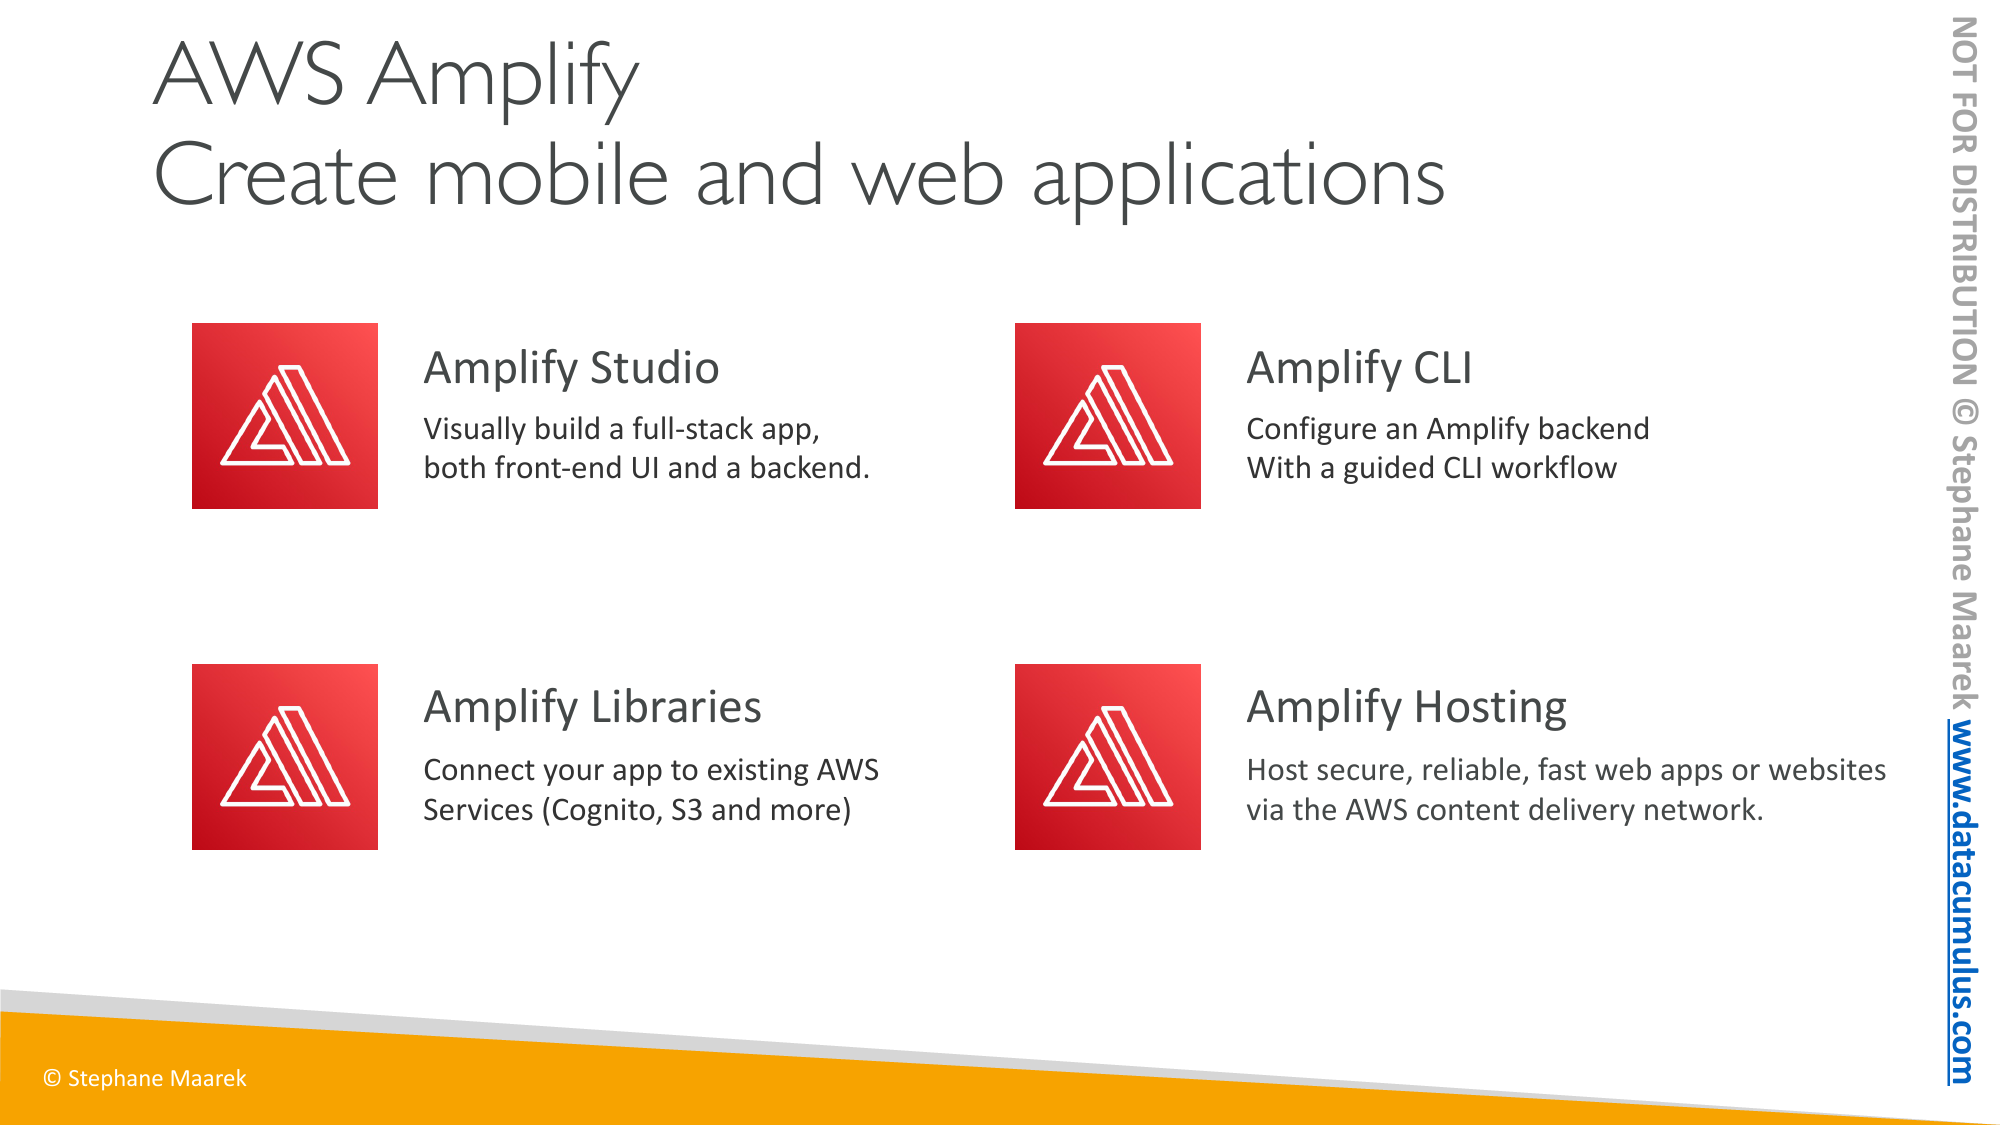 AWS Amplify
Create mobile and web applications
Amplify Studio
Visually build a full-stack app,
both front-end UI and a backend.
Amplify CLI
Configure an Amplify backend
With a guided CLI workflow
Amplify Libraries
Connect your app to existing AWS
Services (Cognito, S3 and more)
Amplify Hosting
Host secure, reliable, fast web apps or websites
via the AWS content delivery network.
© Stephane Maarek
NOT FOR DISTRIBUTION © Stephane Maarek www.datacumulus.com